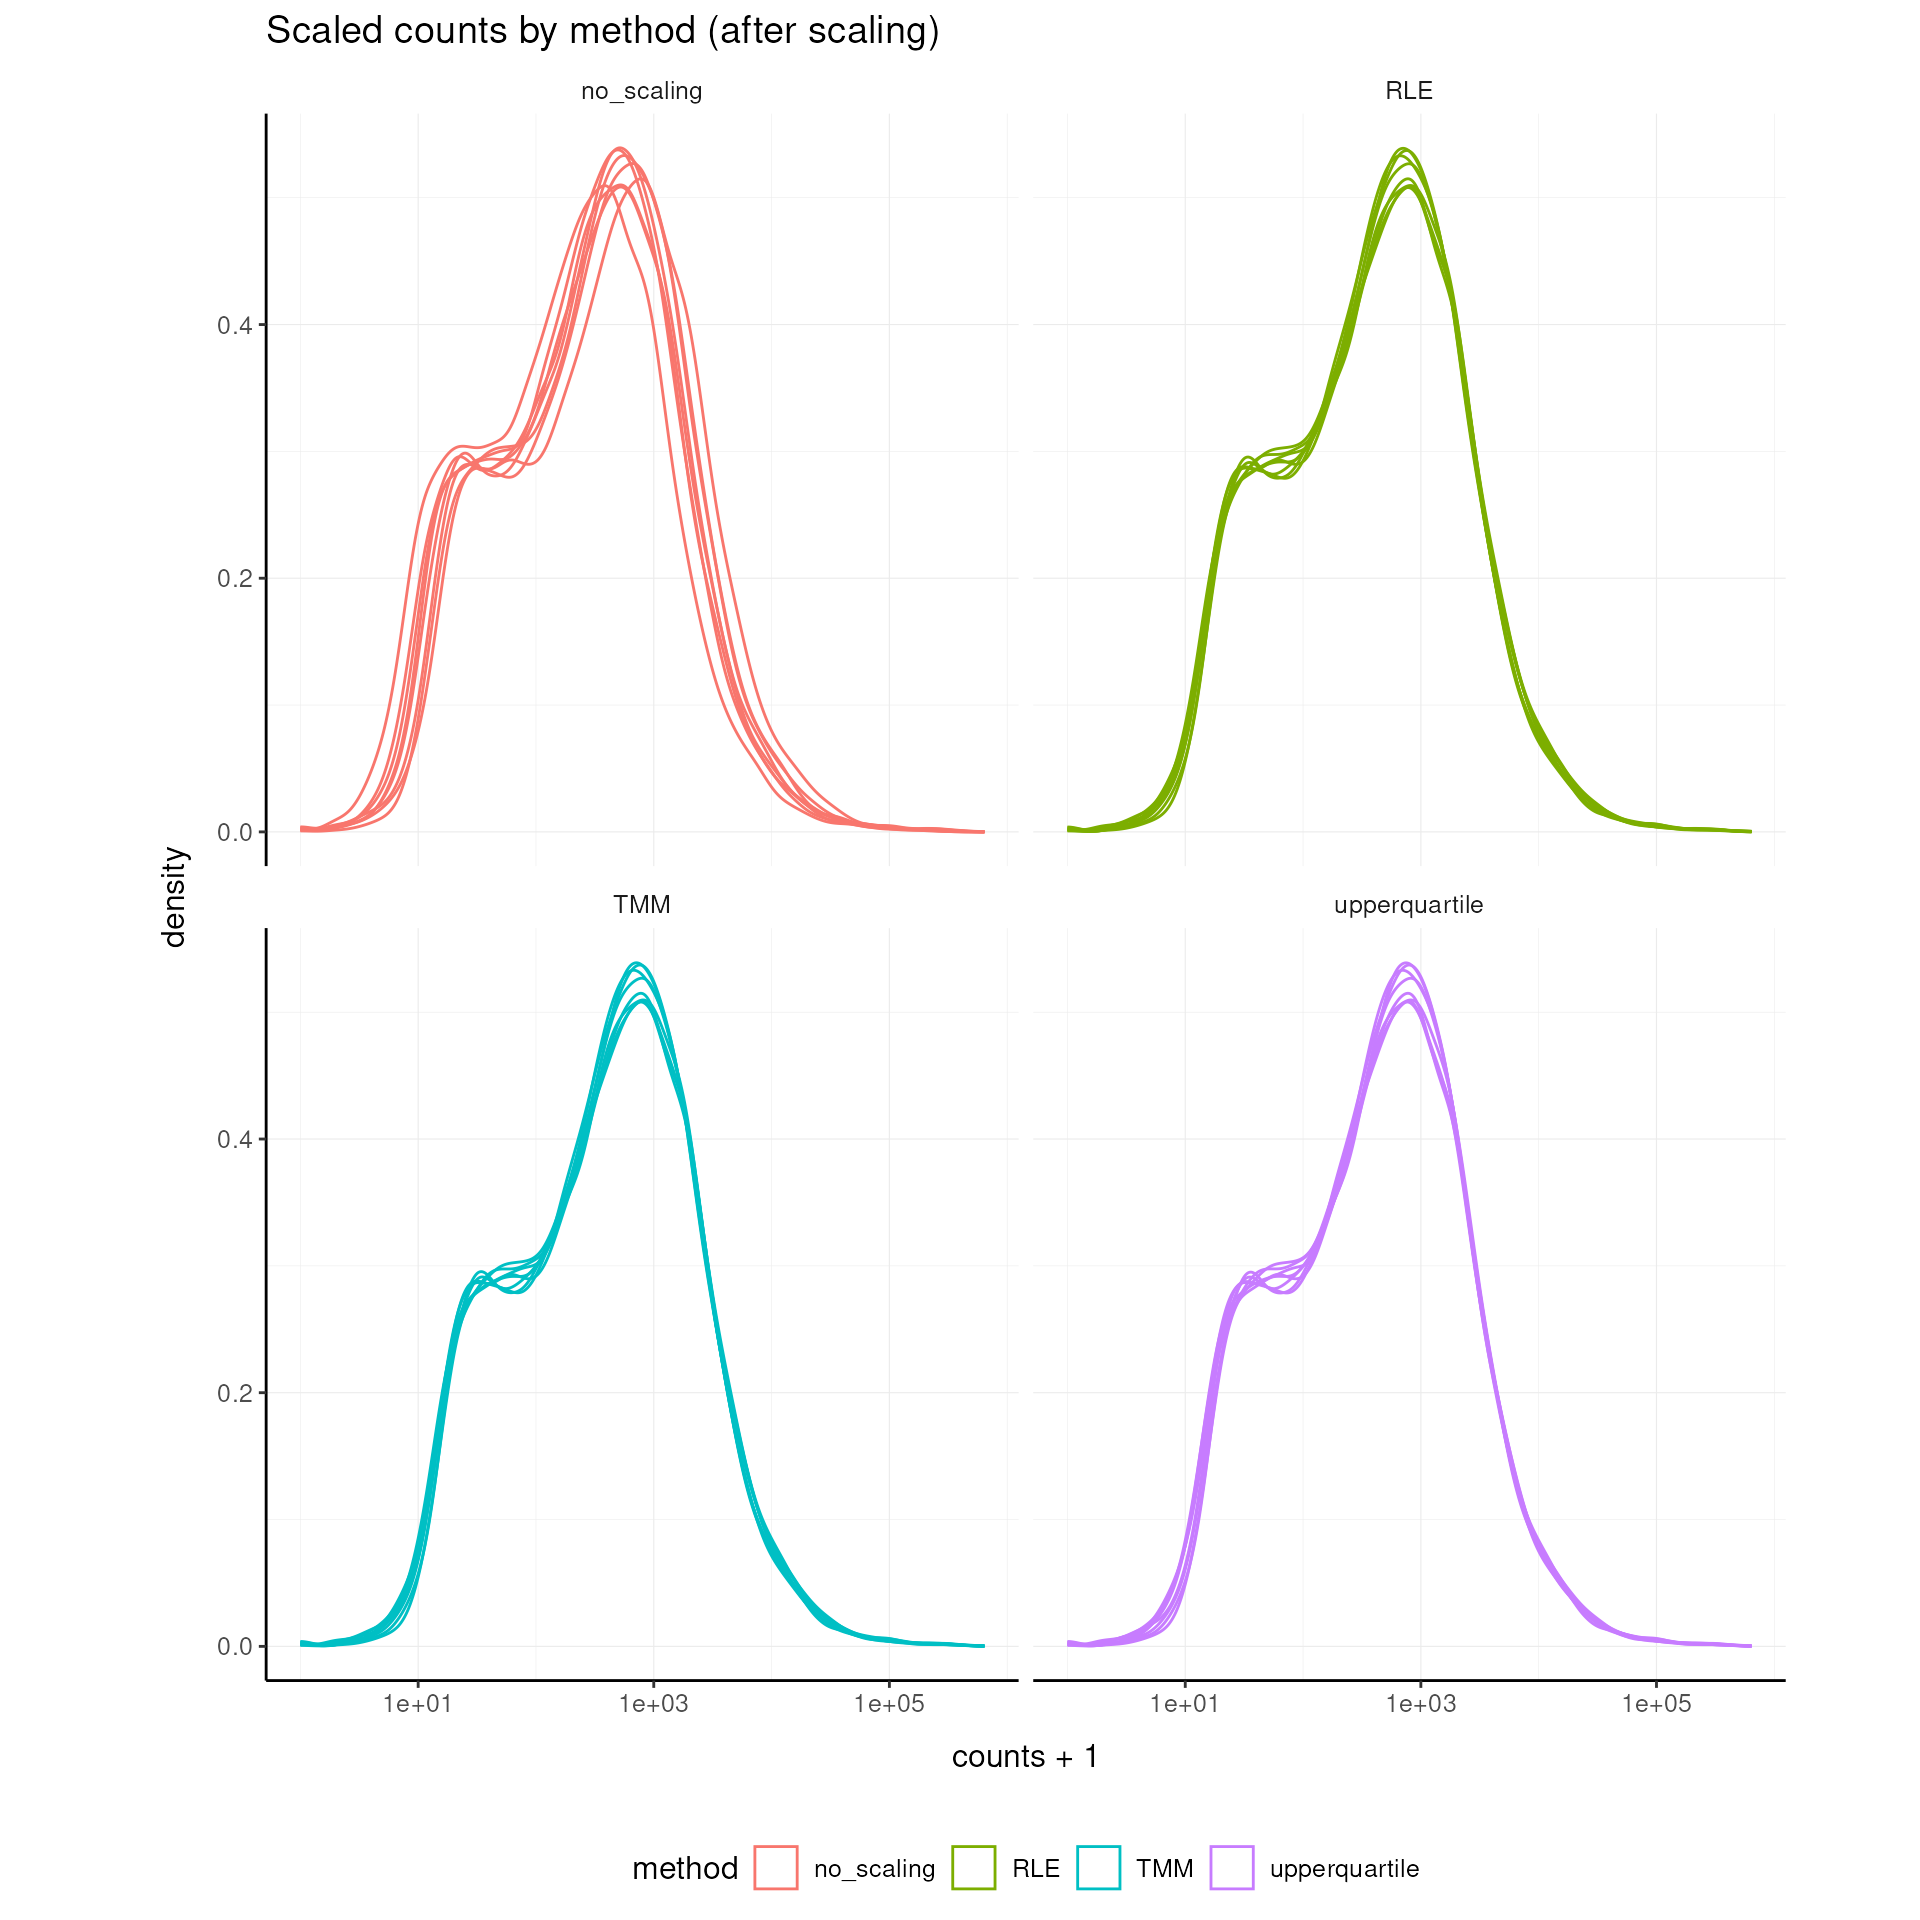 Scaled counts by method (after scaling)
no_scaling
RLE
0.4
0.2
0.0
density
TMM
upperquartile
0.4
0.2
0.0
1e+01
1e+03
1e+05
1e+01
1e+03
1e+05
counts + 1
method no_scaling RLE TMM upperquartile